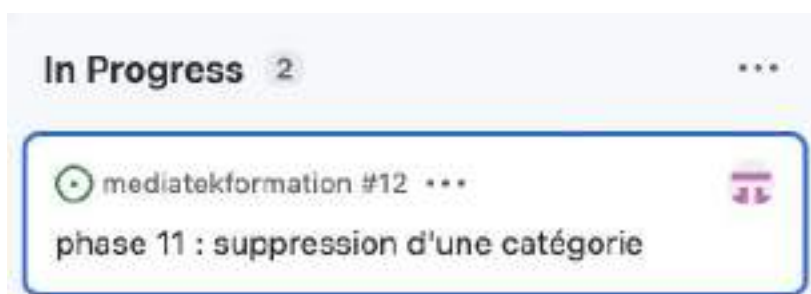 In Progress 2
mediatekformation #12
phase 11 : suppression d'une catégorie